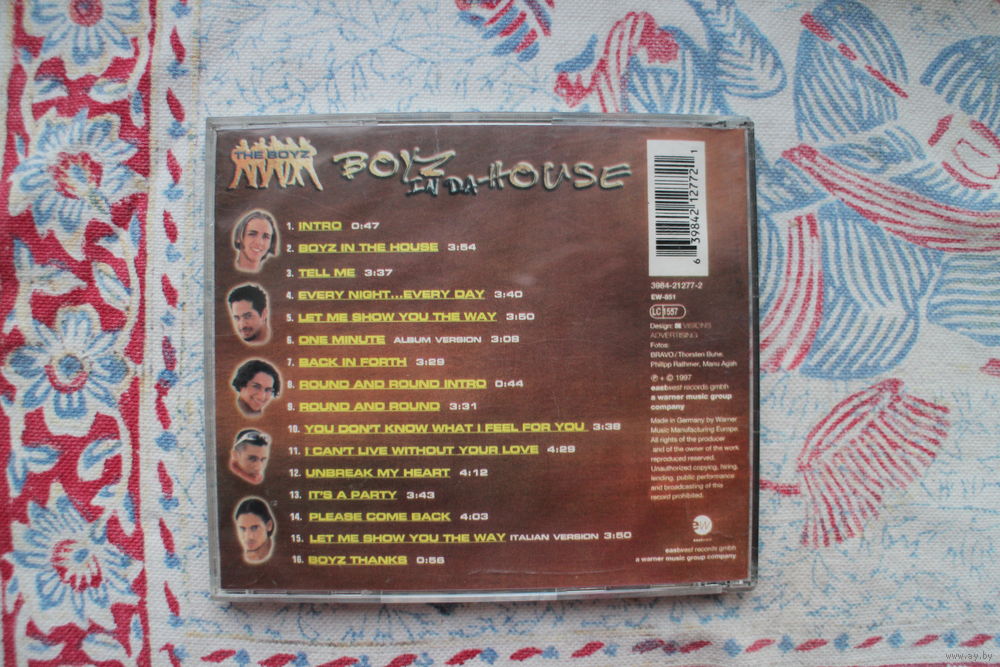 THE BOYZ
BOYZ
IN DA HOUSE
1. INTRO 0:47
2. BOYZ IN THE HOUSE 3:54
3. TELL ME 3:37
4. EVERY NIGHT...EVERY DAY 3:40
5. LET ME SHOW YOU THE WAY 3:50
6. ONE MINUTE ALBUM VERSION 3:08
7. BACK IN FORTH 3:29
8. ROUND AND ROUND INTRO 0:44
9. ROUND AND ROUND 3:31
10. YOU DON'T KNOW WHAT I FEEL FOR YOU 3:38
11. I CAN'T LIVE WITHOUT YOUR LOVE 4:29
12. UNBREAK MY HEART 4:12
13. IT'S A PARTY 3:43
14. PLEASE COME BACK 4:03
15. LET ME SHOW YOU THE WAY ITALIAN VERSION 3:50
16. BOYZ THANKS 0:56
6 39842 12772 1
3984-21277-2
EW-851
LC 1557
Design: VISIONS
ADVERTISING
Fotos:
BRAVO/Thorsten Buhe,
Philipp Rathmer, Manu Agah
℗ + © 1997
eastwest records gmbh
a warner music group
company
Made in Germany by Warner
Music Manufacturing Europe.
All rights of the producer
and of the owner of the work
reproduced reserved.
Unauthorized copying, hiring,
lending, public performance
and broadcasting of this
record prohibited.
ew
eastwest records gmbh
a warner music group company
www.ay.by